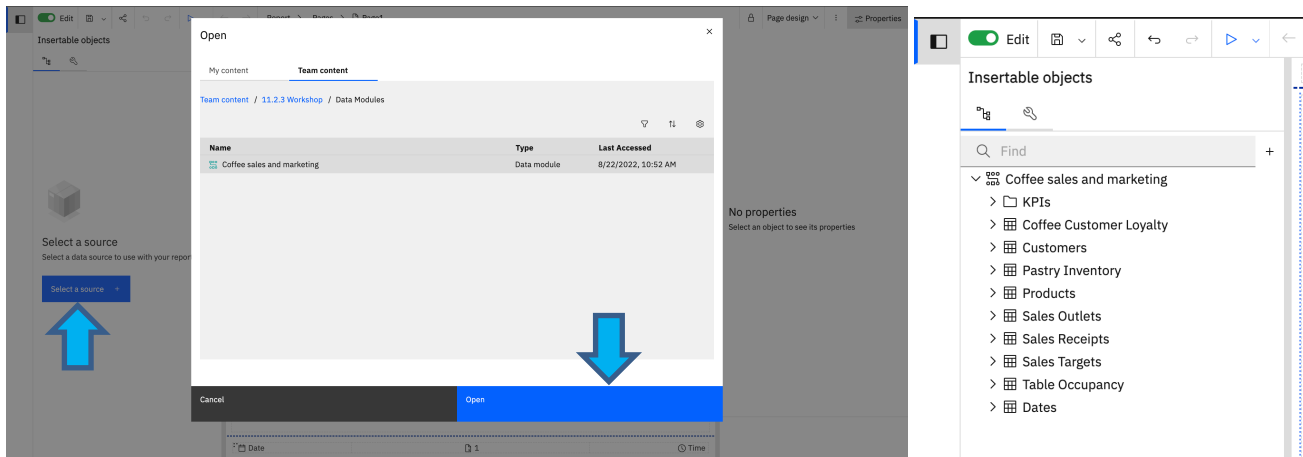 Edit
Report > Pages > Page1
Page design
Properties
Insertable objects
Select a source
Select a data source to use with your repor
Select a source +
Open
My content
Team content
Team content / 11.2.3 Workshop / Data Modules
Name Type Last Accessed
Coffee sales and marketing Data module 8/22/2022, 10:52 AM
Cancel
Open
No properties
Select an object to see its properties
Date
1
Time
Edit
Insertable objects
Find
Coffee sales and marketing
KPIs
Coffee Customer Loyalty
Customers
Pastry Inventory
Products
Sales Outlets
Sales Receipts
Sales Targets
Table Occupancy
Dates